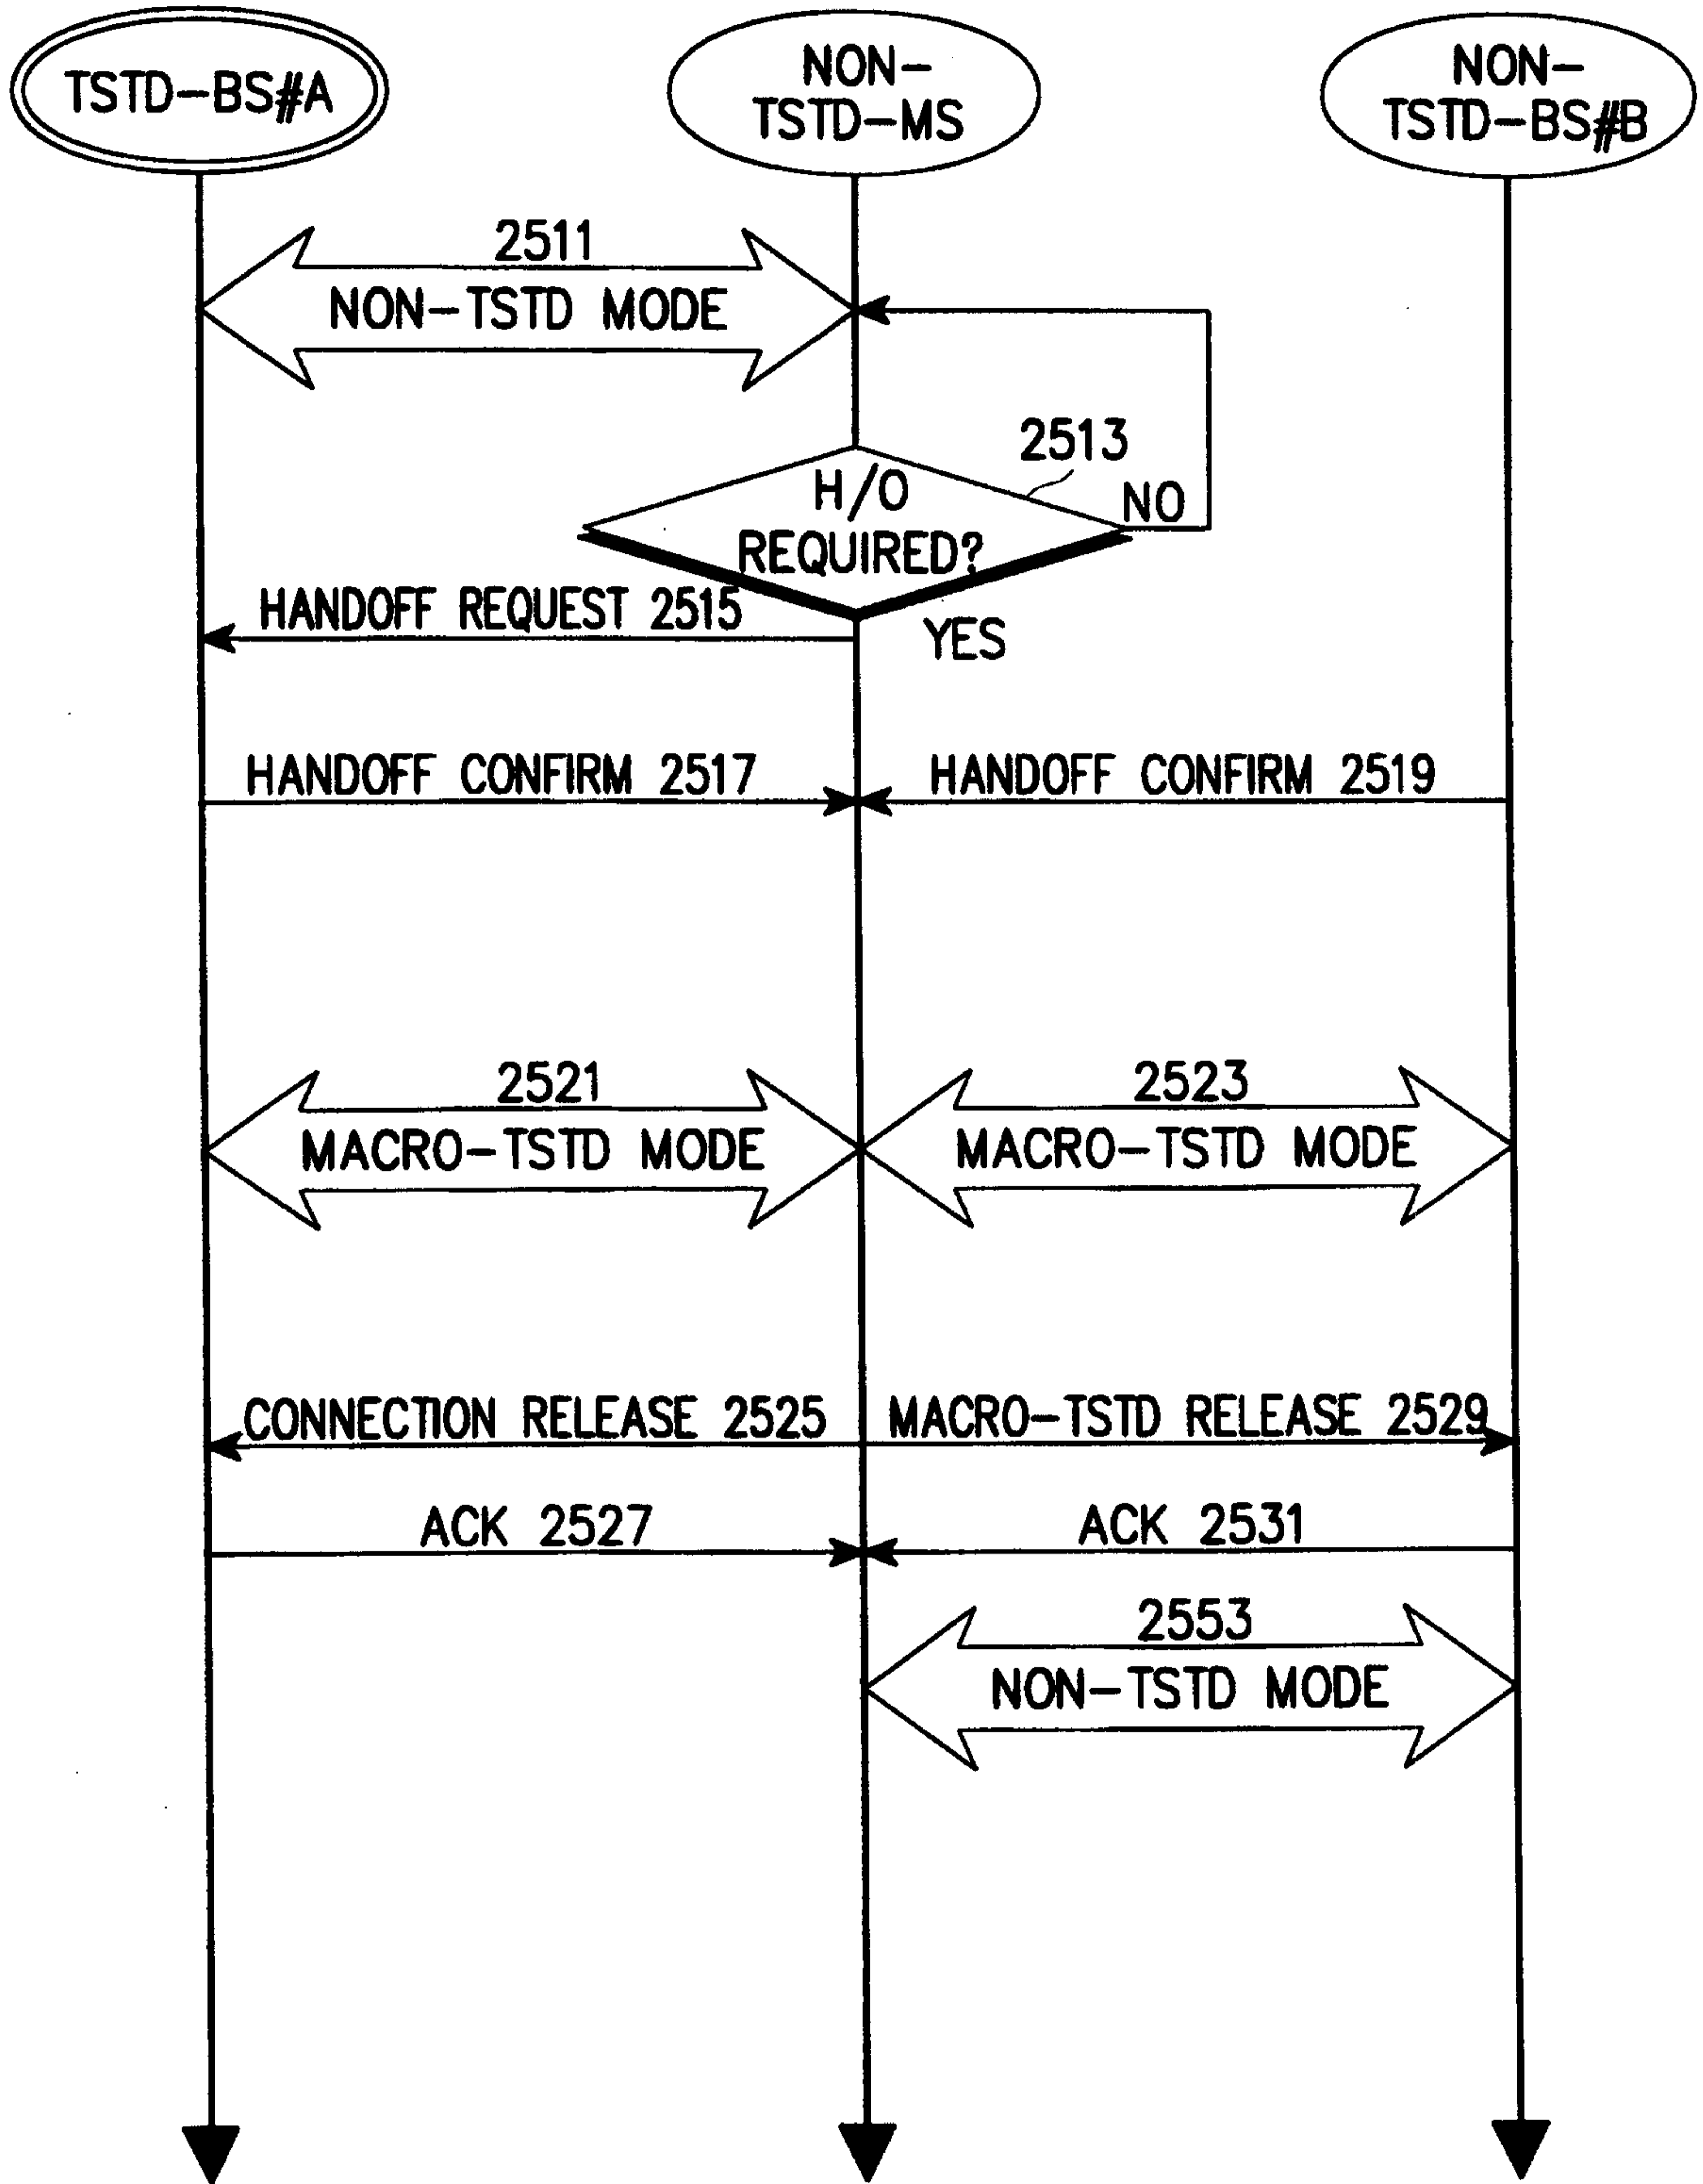 TSTD-BS#A
NON-
TSTD-MS
NON-
TSTD-BS#B
2511
NON-TSTD MODE
2513
H/O
REQUIRED?
NO
HANDOFF REQUEST 2515
YES
HANDOFF CONFIRM 2517
HANDOFF CONFIRM 2519
2521
MACRO-TSTD MODE
2523
MACRO-TSTD MODE
CONNECTION RELEASE 2525
MACRO-TSTD RELEASE 2529
ACK 2527
ACK 2531
2553
NON-TSTD MODE